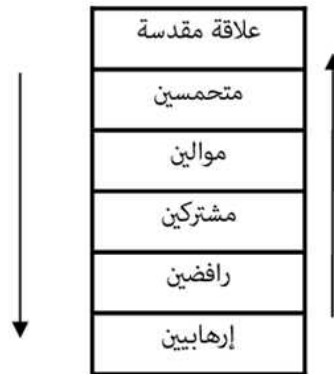 علاقة مقدسة
متحمسين
موالين
مشتركين
رافضين
إرهابيين